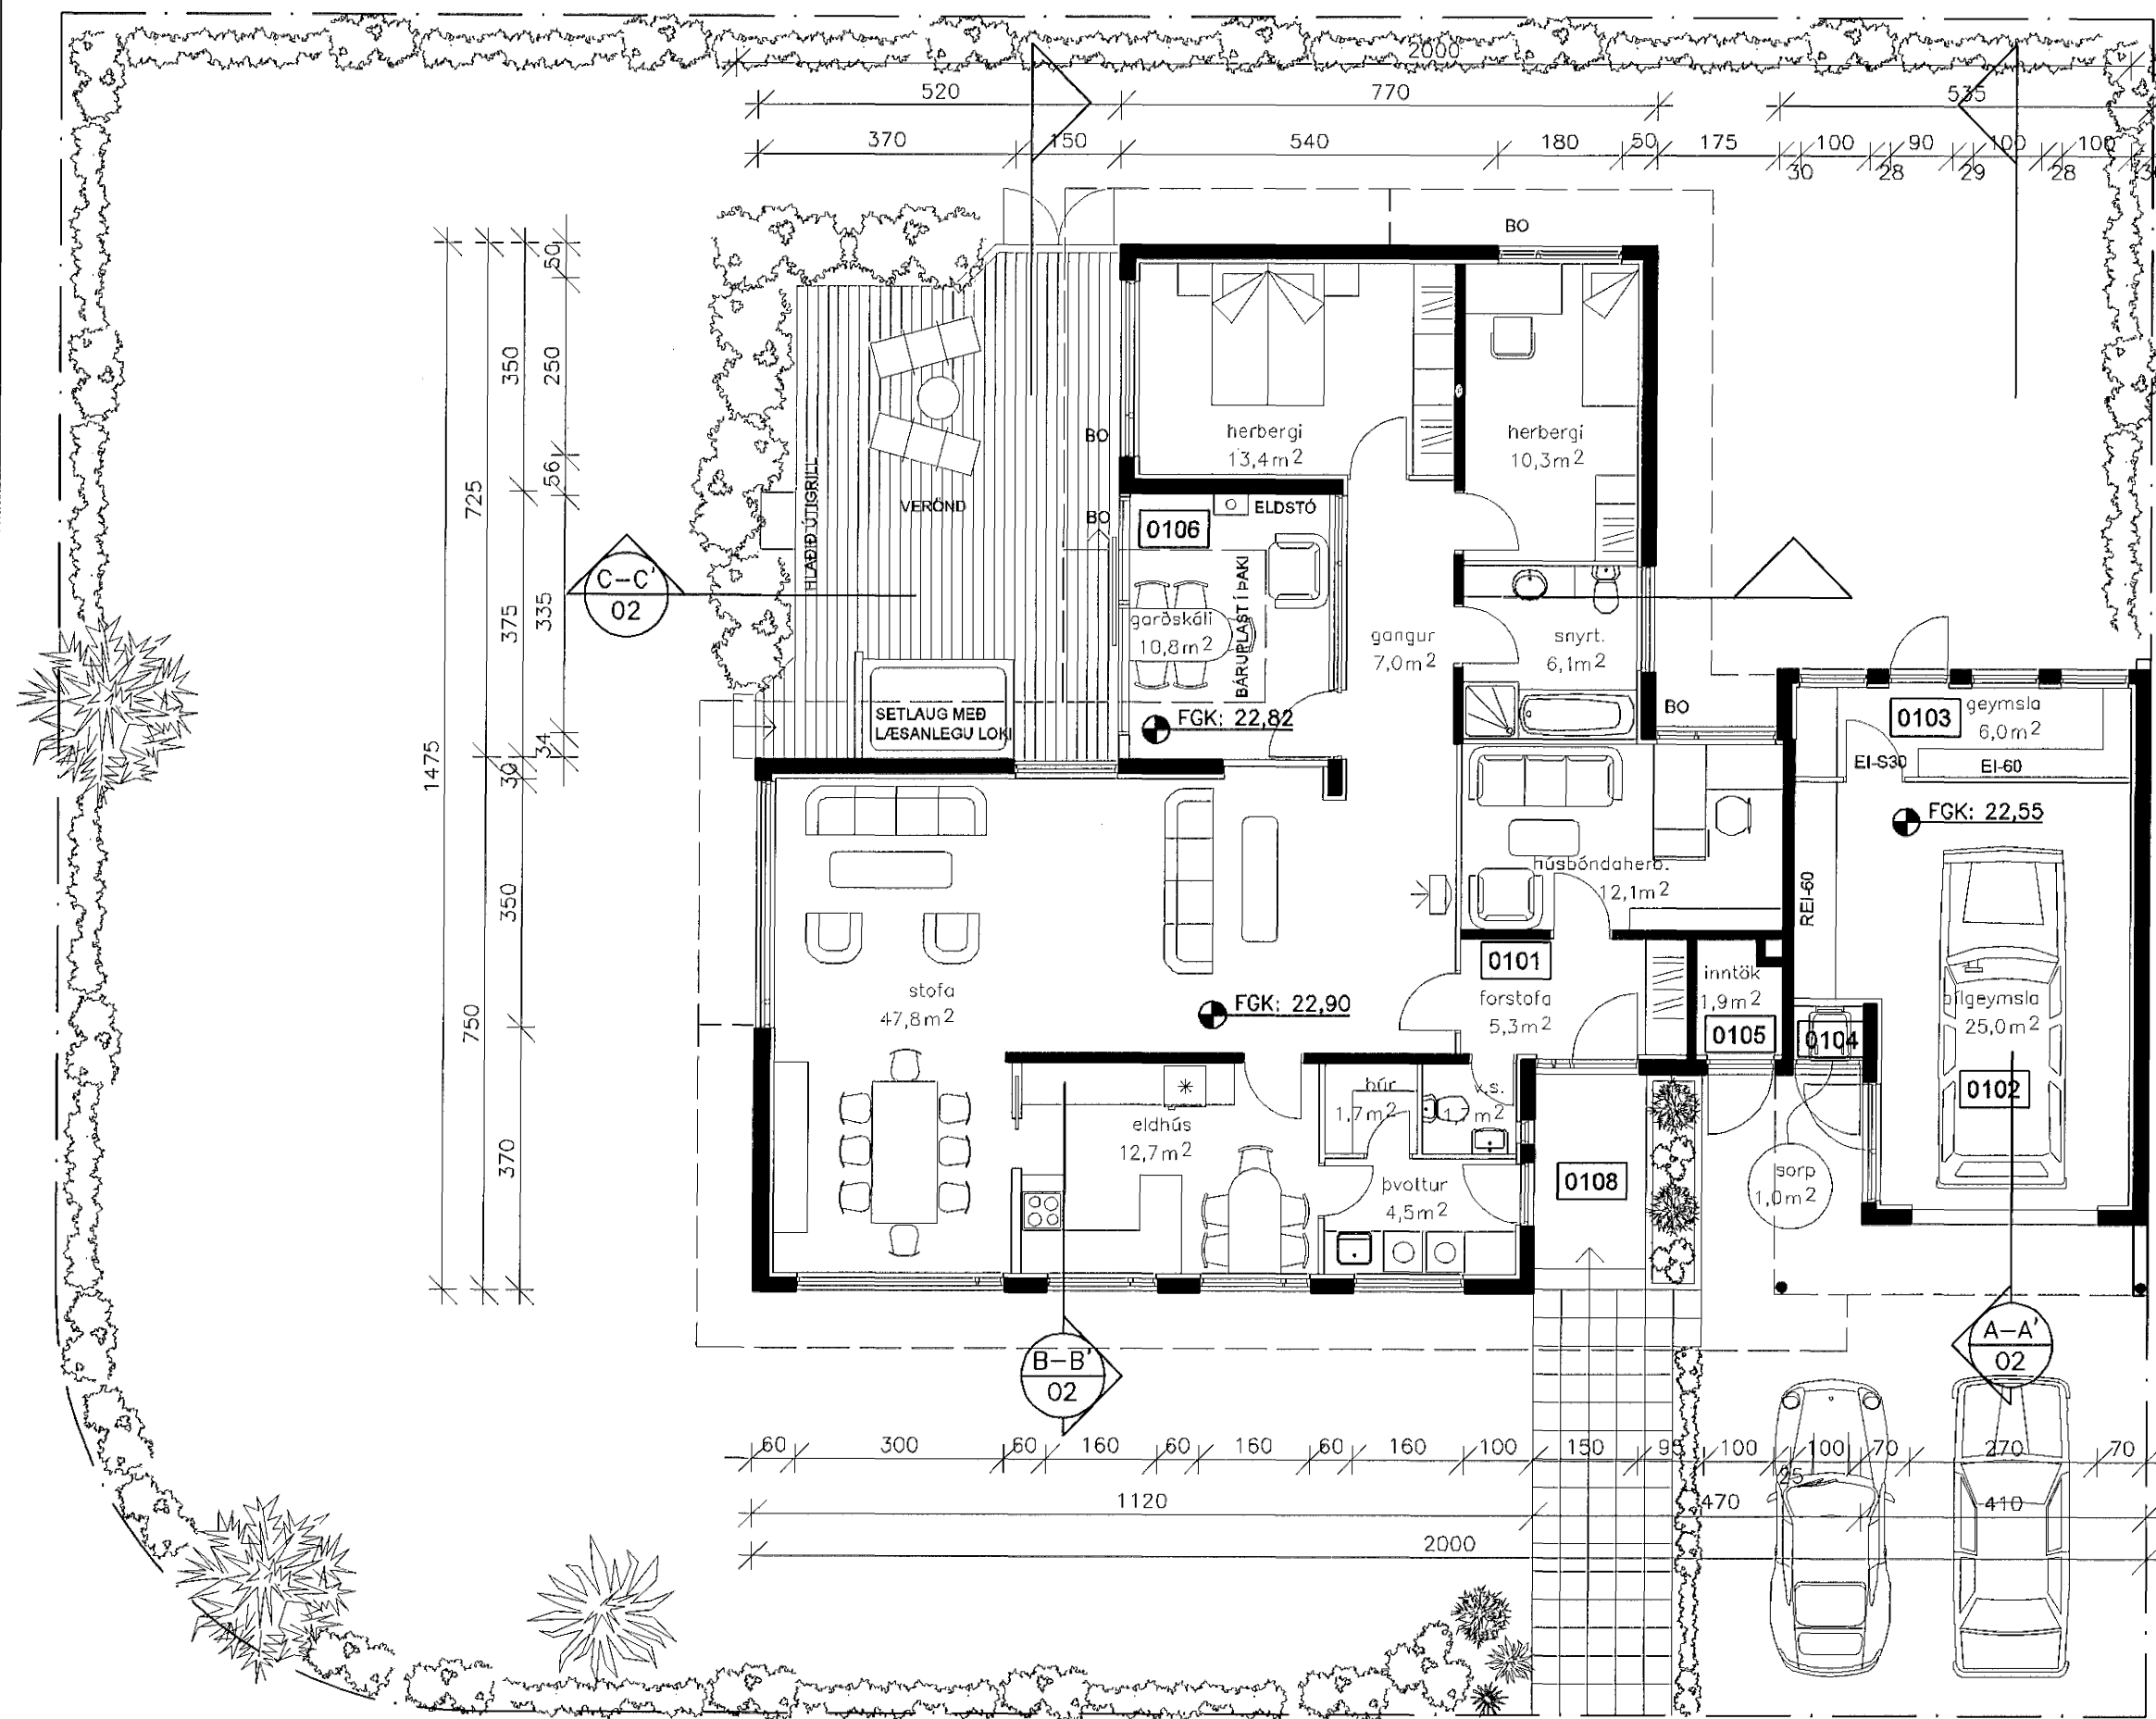 2000
520 770 535
370 150 540 180 50 175 100 90 100 100
30 28 29 28
BO
50
350 250
herbergi
13,4m2
herbergi
10,3m2
BO
56
725
VERÖND
HLAÐIÐ ÚTIGRILL
BO
ELDSTÓ
0106
BÁRUPLAST Í ÞAKI
C-C'
02
375 335
garðskáli
10,8m2
gangur
7,0m2
snyrt.
6,1m2
SETLAUG MEÐ
LÆSANLEGU LOKI
FGK: 22,82
BO
0103
geymsla
6,0m2
EI-S30
EI-60
34
30
1475
FGK: 22,55
húsbóndaherb.
12,1m2
REI-60
350
0101
stofa
47,8m2
FGK: 22,90
forstofa
5,3m2
inntök
1,9m2
0105
0104
bílgeymsla
25,0m2
750
0102
búr
1,7m2
v.s.
1,7m2
eldhús
12,7m2
370
þvottur
4,5m2
0108
sorp
1,0m2
B-B'
02
A-A'
02
60 300 60 160 60 160 60 160 100 150 95 100 100 70 270 70
25
1120 470 410
2000